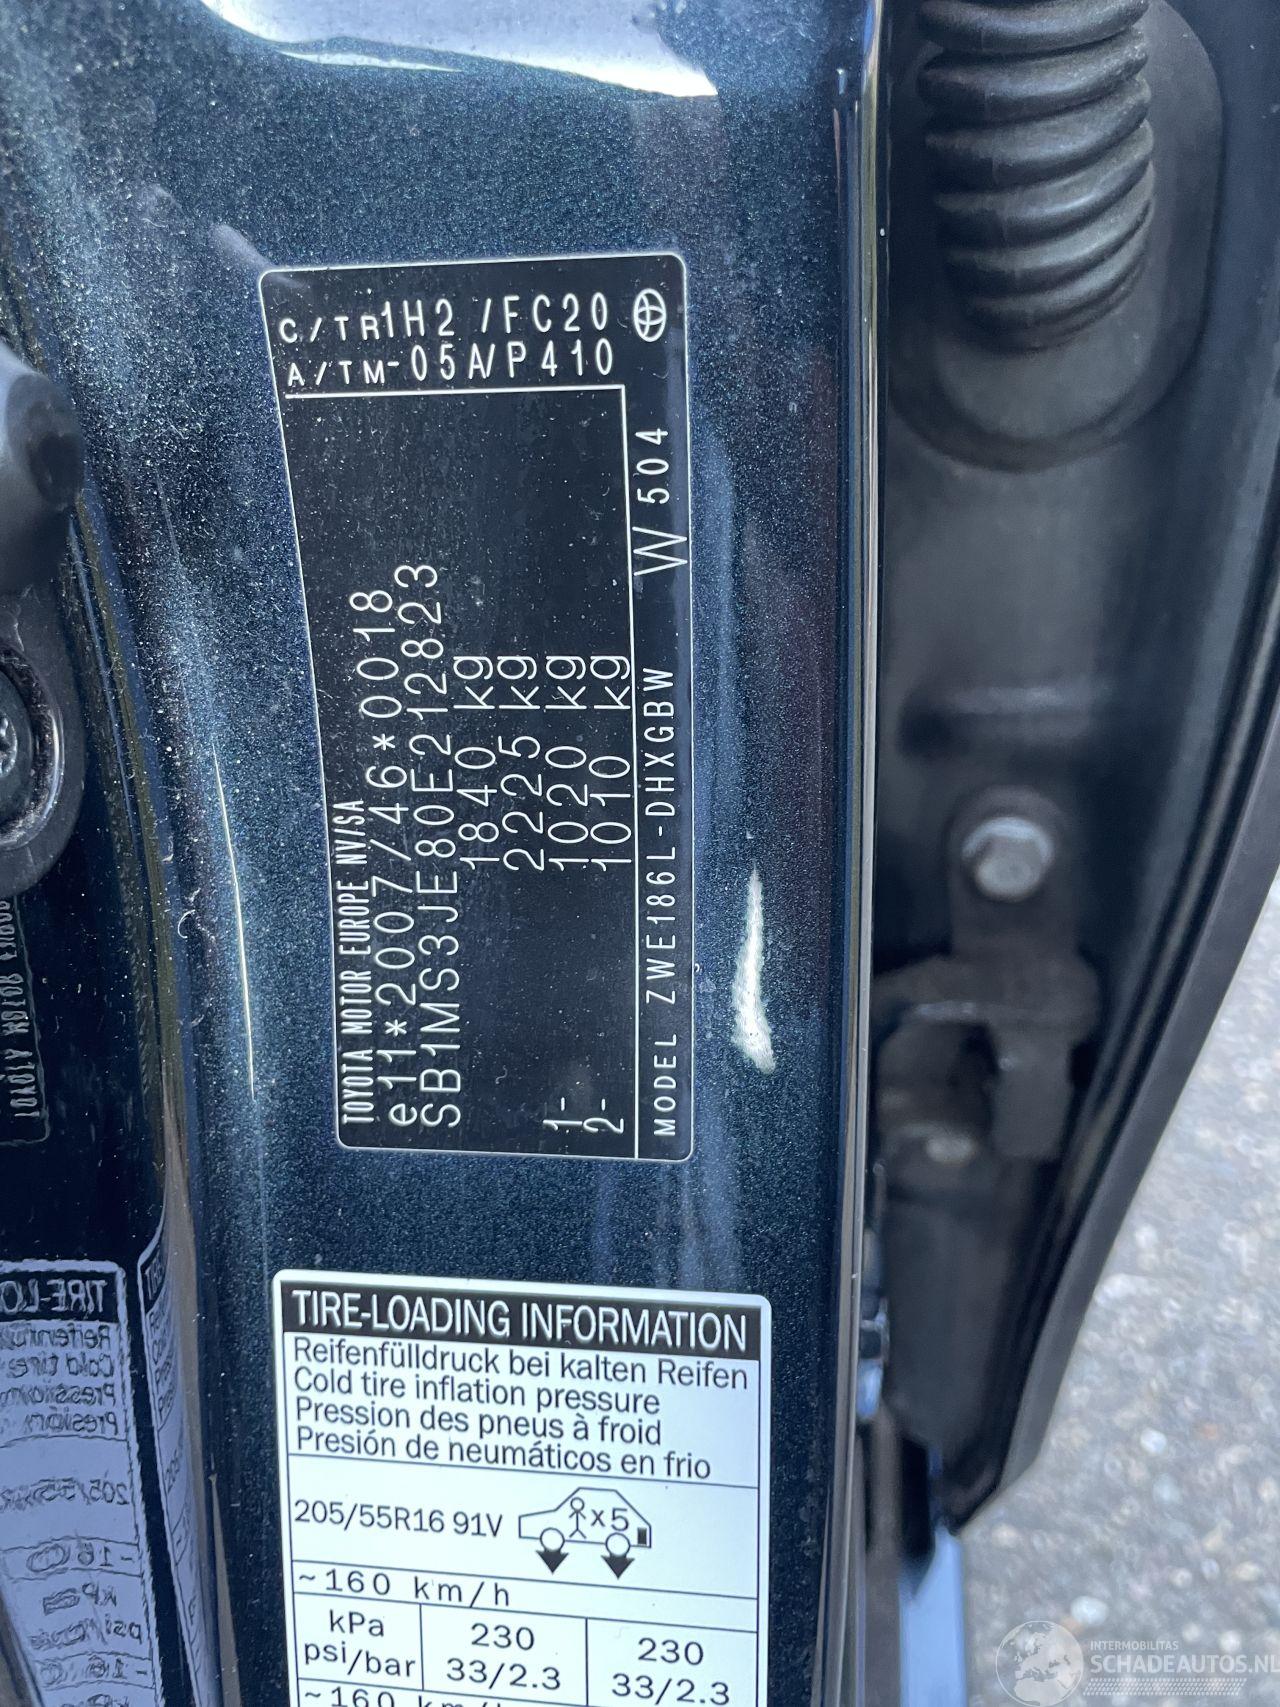 C/TR1H2 /FC20
A/TM-05A/P410
TOYOTA MOTOR EUROPE NV/SA
e11*2007/46*0018
SB1MS3JE80E212823
1840 kg
2225 kg
1- 1020 kg
2- 1010 kg
MODEL ZWE186L-DHXGBW W504
TIRE-LOADING INFORMATION
Reifenfülldruck bei kalten Reifen
Cold tire inflation pressure
Pression des pneus à froid
Presión de neumáticos en frio
205/55R16 91V x5
~160 km/h
kPa 230 230
psi/bar 33/2.3 33/2.3
~160 km/h
INTERMOBILITAS
SCHADEAUTOS.NL